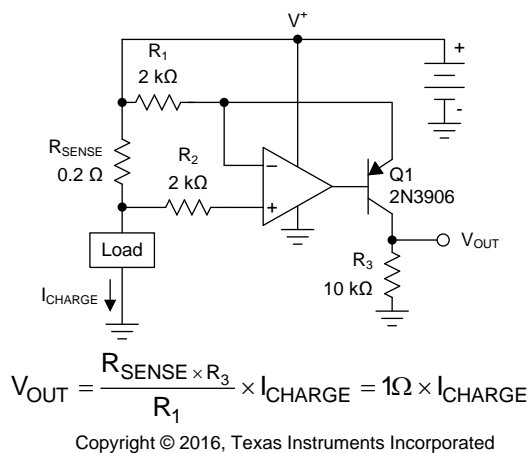 V+
R1
2 kΩ
+
-
RSENSE
0.2 Ω
R2
2 kΩ
−
+
Q1
2N3906
Load
VOUT
R3
10 kΩ
ICHARGE
VOUT = RSENSE × R3 / R1 × ICHARGE = 1Ω × ICHARGE
Copyright © 2016, Texas Instruments Incorporated